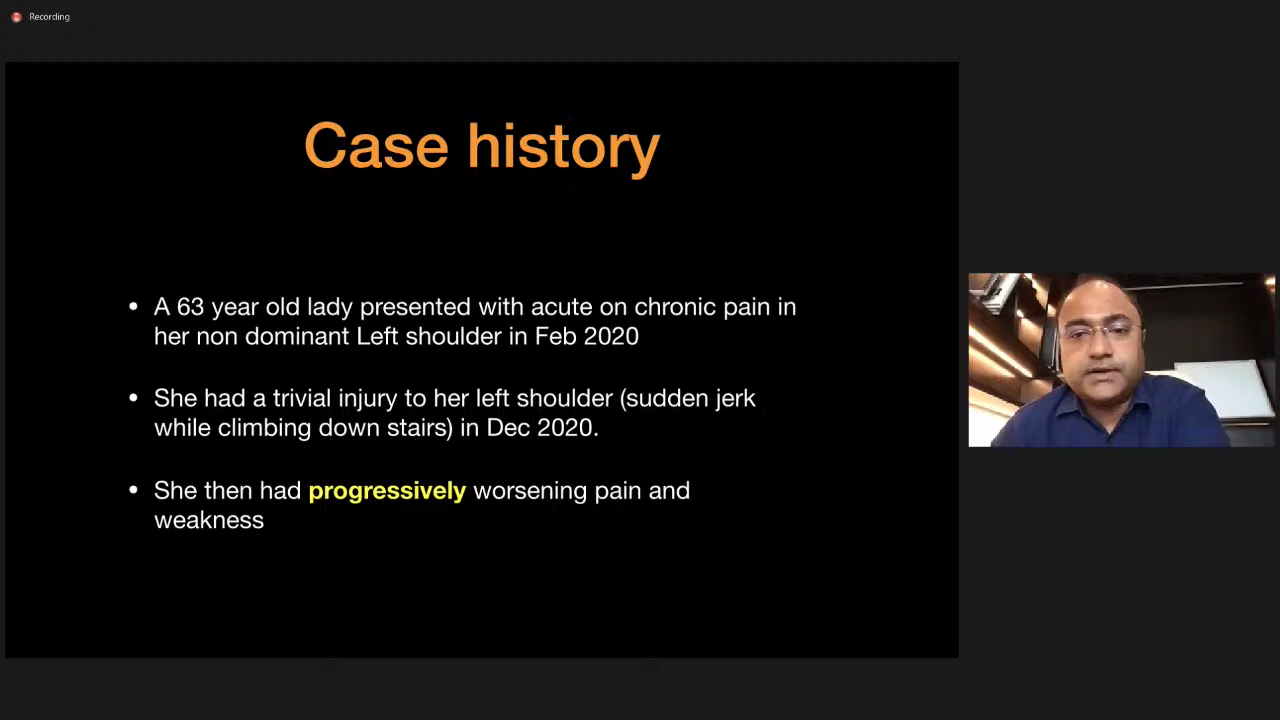 Recording
Case history
• A 63 year old lady presented with acute on chronic pain in
her non dominant Left shoulder in Feb 2020
• She had a trivial injury to her left shoulder (sudden jerk
while climbing down stairs) in Dec 2020.
• She then had progressively worsening pain and
weakness